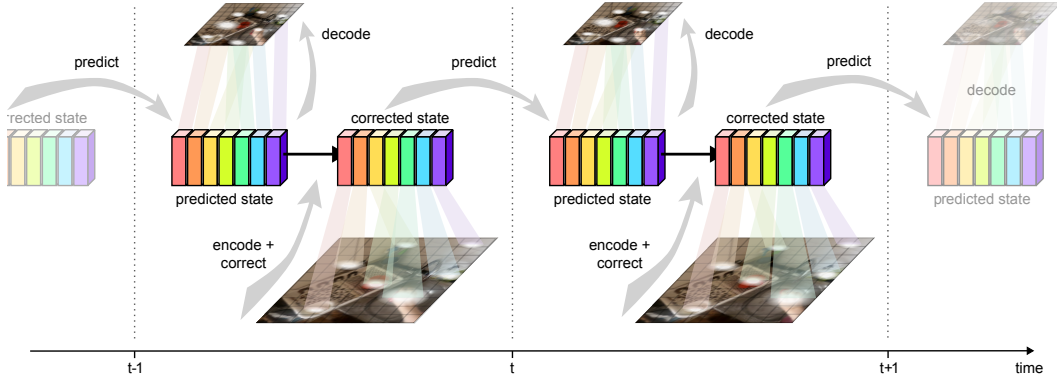 predict
decode
predict
decode
predict
decode
rrected state
corrected state
corrected state
predicted state
predicted state
predicted state
encode +
correct
encode +
correct
t-1
t
t+1
time